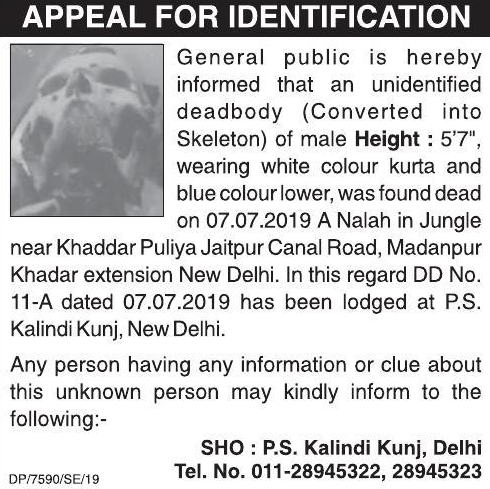 APPEAL FOR IDENTIFICATION
General public is hereby
informed that an unidentified
deadbody (Converted into
Skeleton) of male Height : 5'7",
wearing white colour kurta and
blue colour lower, was found dead
on 07.07.2019 A Nalah in Jungle
near Khaddar Puliya Jaitpur Canal Road, Madanpur
Khadar extension New Delhi. In this regard DD No.
11-A dated 07.07.2019 has been lodged at P.S.
Kalindi Kunj, New Delhi.
Any person having any information or clue about
this unknown person may kindly inform to the
following:-
SHO : P.S. Kalindi Kunj, Delhi
DP/7590/SE/19 Tel. No. 011-28945322, 28945323